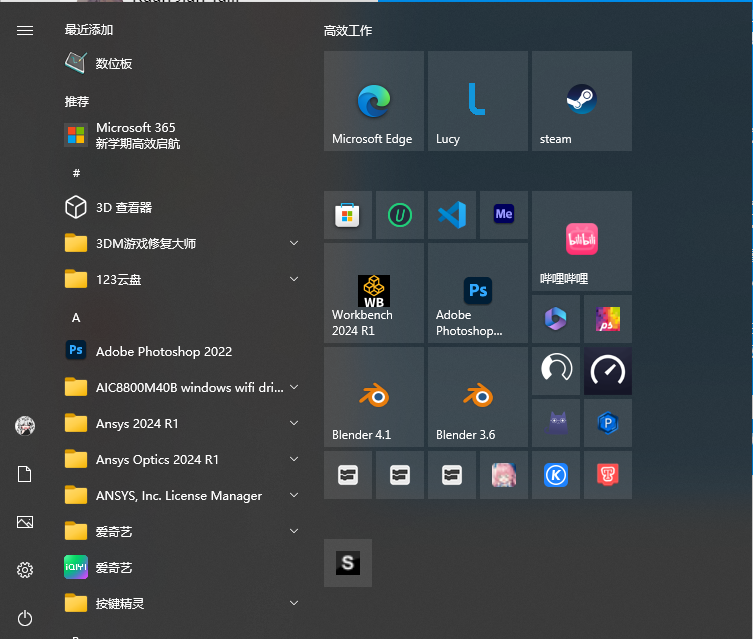 最近添加
数位板
推荐
Microsoft 365
新学期高效启航
#
3D 查看器
3DM游戏修复大师
123云盘
A
Ps
Adobe Photoshop 2022
AIC8800M40B windows wifi dri...
Ansys 2024 R1
Ansys Optics 2024 R1
ANSYS, Inc. License Manager
爱奇艺
iQIYI
爱奇艺
按键精灵
高效工作
Microsoft Edge
Lucy
steam
U
Me
bilibili
哔哩哔哩
WB
Workbench
2024 R1
Ps
Adobe
Photoshop...
ps
Blender 4.1
Blender 3.6
P
K
S